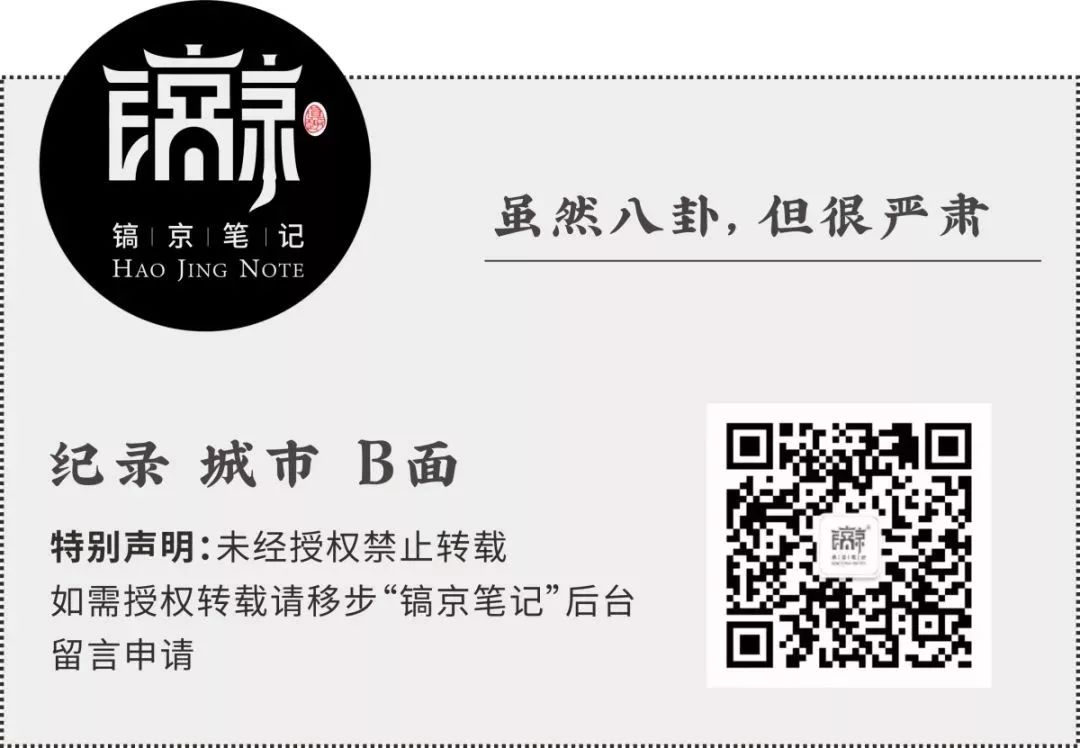 镐京
镐|京|笔|记
HAO JING NOTE
虽然八卦，但很严肃
纪录 城市 B面
特别声明：未经授权禁止转载
如需授权转载请移步“镐京笔记”后台
留言申请